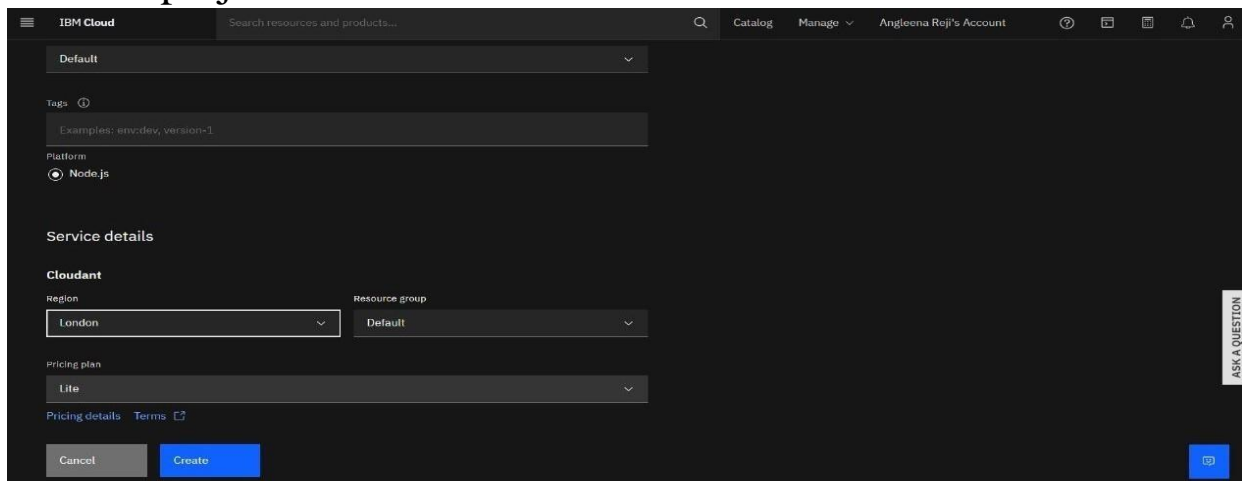 IBM Cloud Search resources and products... Catalog Manage Angleena Reji's Account
Default
Tags
Examples: env:dev, version-1
Platform
Node.js
Service details
Cloudant
Region Resource group
London Default
Pricing plan
Lite
Pricing details Terms
Cancel Create
ASK A QUESTION